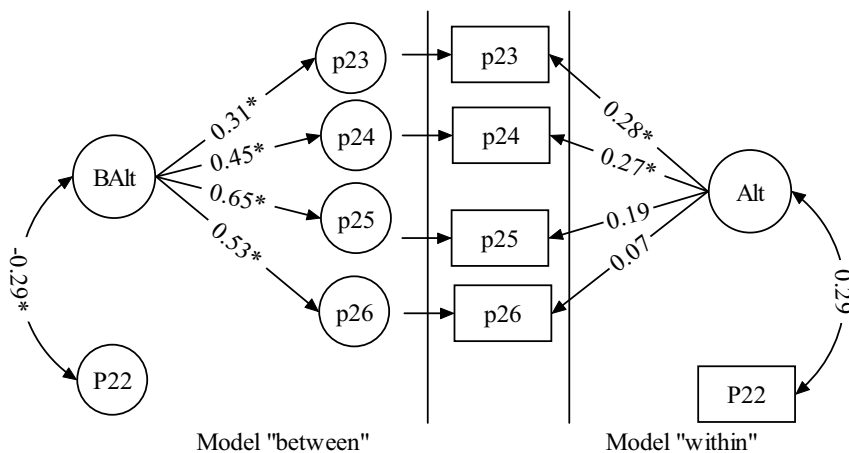 p23
p23
0.31*
0.28*
p24
p24
0.45*
0.27*
BAlt
Alt
0.65*
0.19
p25
p25
0.53*
0.07
-0.29*
0.29
p26
p26
P22
P22
Model "between"
Model "within"